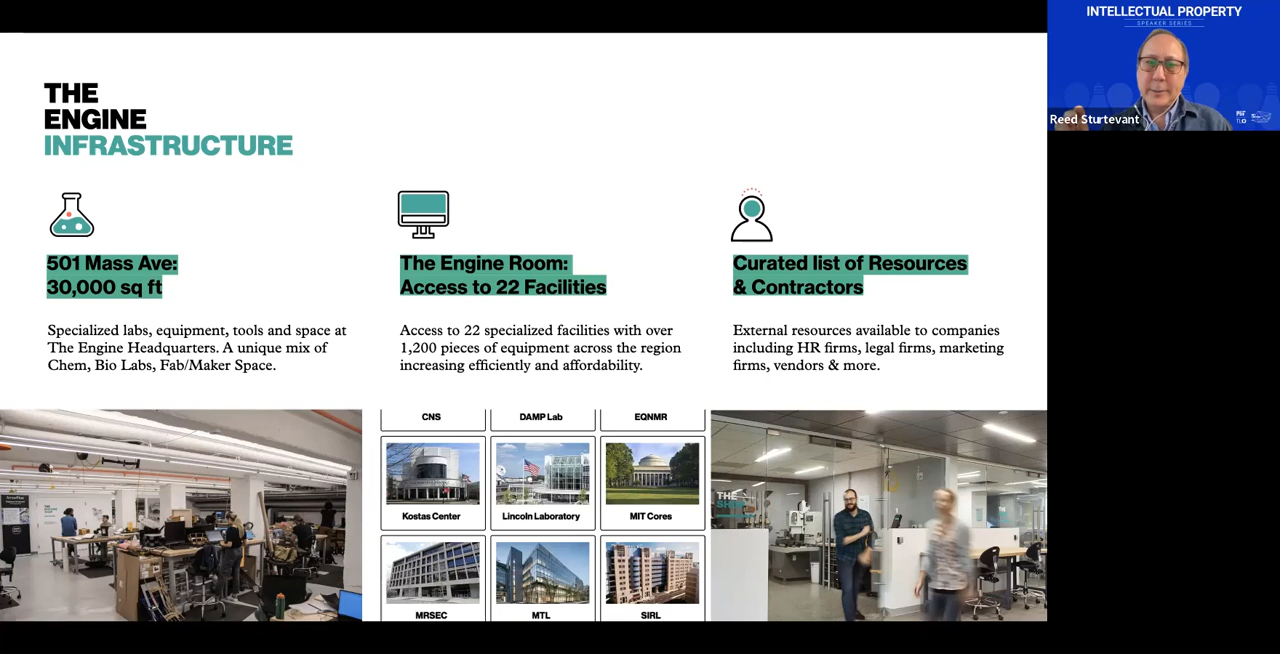 THE
ENGINE
INFRASTRUCTURE
501 Mass Ave:
30,000 sq ft
Specialized labs, equipment, tools and space at
The Engine Headquarters. A unique mix of
Chem, Bio Labs, Fab/Maker Space.
The Engine Room:
Access to 22 Facilities
Access to 22 specialized facilities with over
1,200 pieces of equipment across the region
increasing efficiently and affordability.
Curated list of Resources
& Contractors
External resources available to companies
including HR firms, legal firms, marketing
firms, vendors & more.
CNS
DAMP Lab
EQNMR
Kostas Center
Lincoln Laboratory
MIT Cores
MRSEC
MTL
SIRL
THE
INTELLECTUAL PROPERTY
SPEAKER SERIES
Reed Sturtevant
MIT
TLO